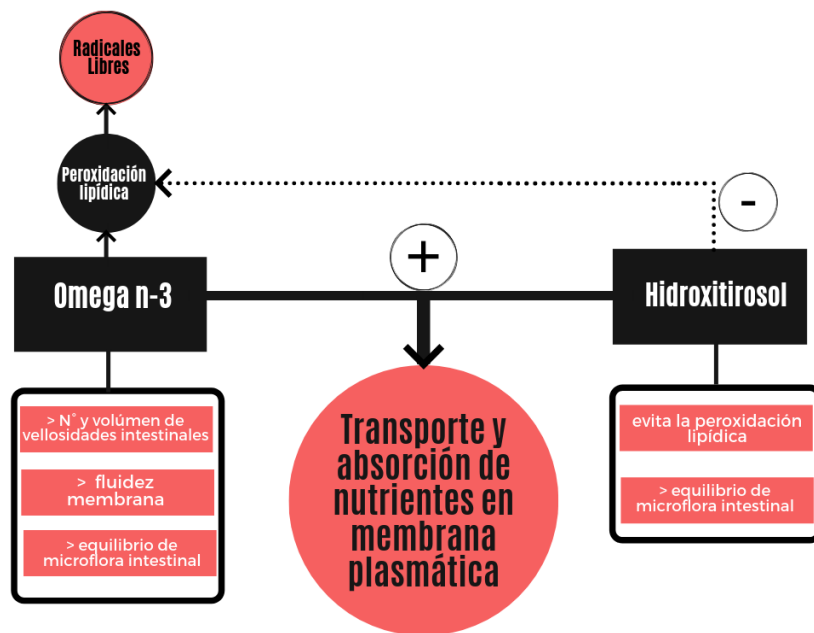 Radicales
Libres
Peroxidación
lipídica
-
+
Omega n-3
Hidroxitirosol
> N° y volúmen de
vellosidades intestinales
> fluidez
membrana
> equilibrio de
microflora intestinal
Transporte y
absorción de
nutrientes en
membrana
plasmática
evita la peroxidación
lipídica
> equilibrio de
microflora intestinal